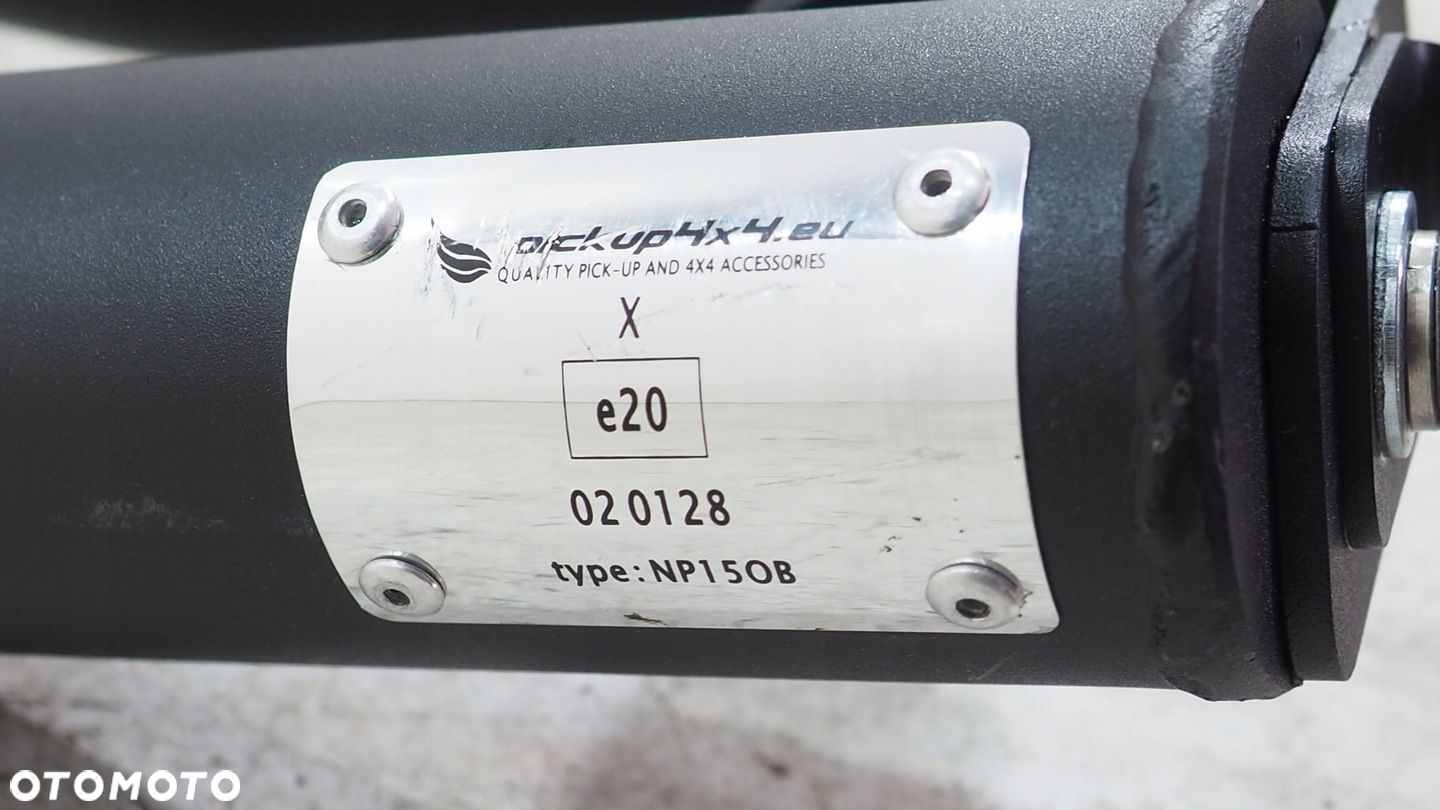 pickup4x4.eu
QUALITY PICK-UP AND 4X4 ACCESSORIES
X
e20
02 0128
type: NP150B
OTOMOTO